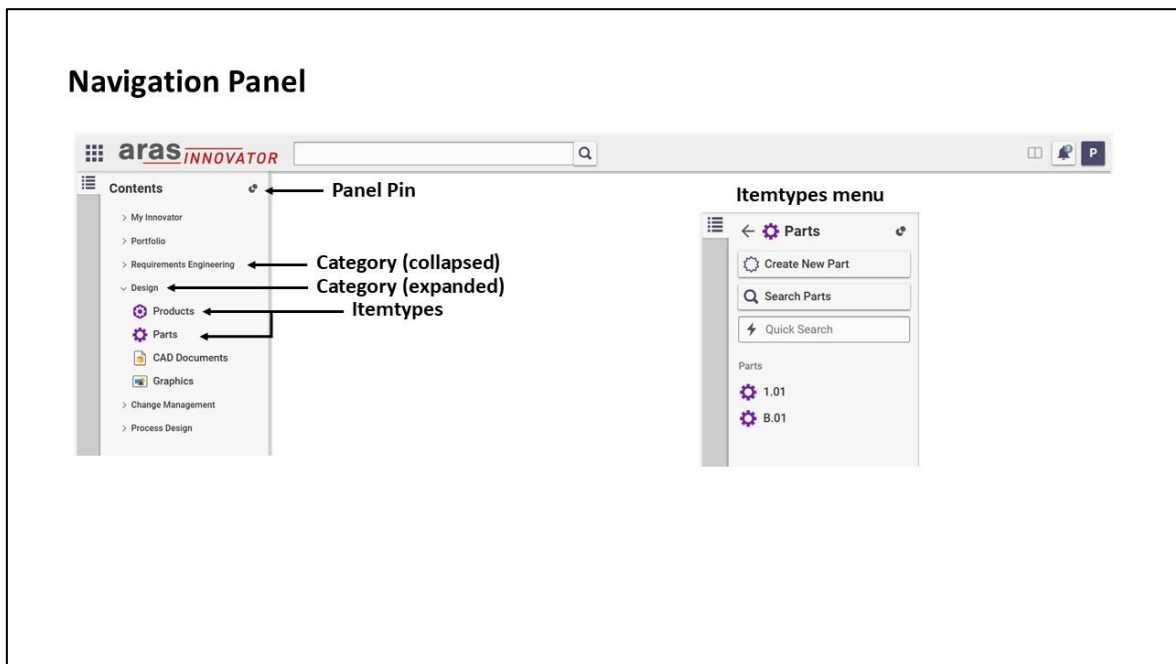 Navigation Panel
aras INNOVATOR
P
Contents
Panel Pin
My Innovator
Portfolio
Requirements Engineering
Category (collapsed)
Design
Category (expanded)
Products
Itemtypes
Parts
CAD Documents
Graphics
Change Management
Process Design
Itemtypes menu
Parts
Create New Part
Search Parts
Quick Search
Parts
1.01
B.01